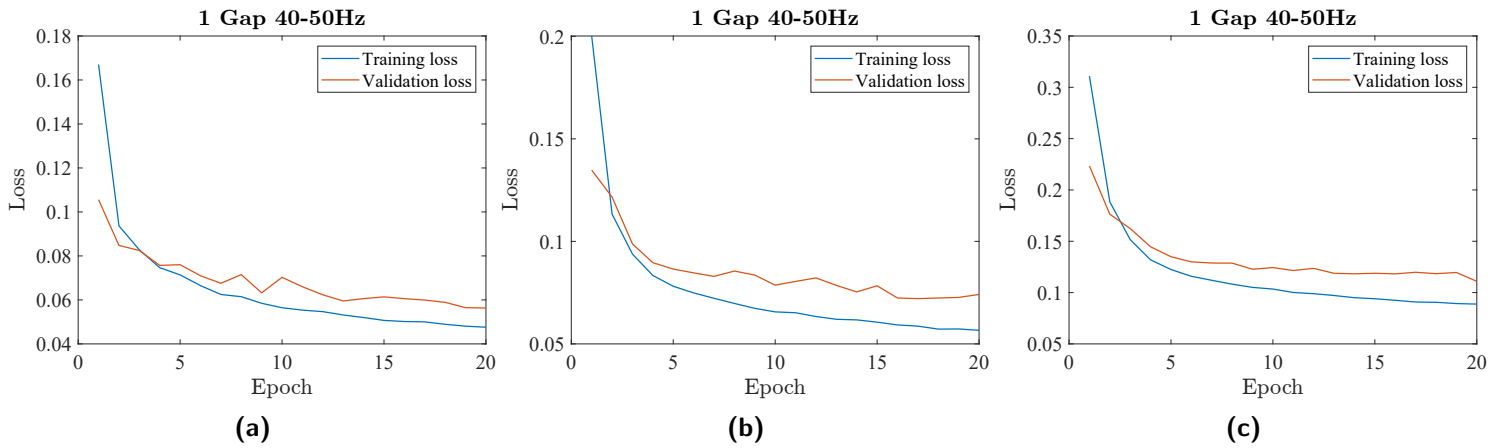 1 Gap 40-50Hz
0.18
0.16
0.14
0.12
0.1
0.08
0.06
0.04
Loss
0 5 10 15 20
Epoch
Training loss
Validation loss
(a)
1 Gap 40-50Hz
0.2
0.15
0.1
0.05
Loss
0 5 10 15 20
Epoch
Training loss
Validation loss
(b)
1 Gap 40-50Hz
0.35
0.3
0.25
0.2
0.15
0.1
0.05
Loss
0 5 10 15 20
Epoch
Training loss
Validation loss
(c)